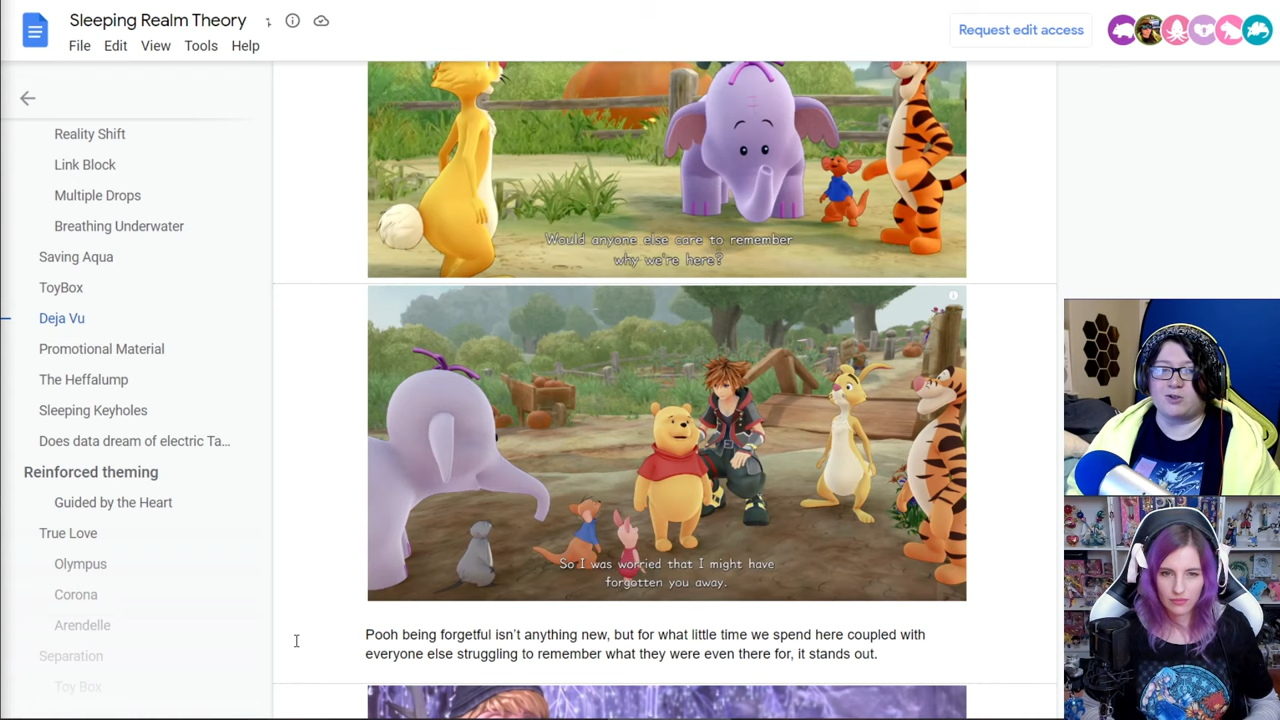 Sleeping Realm Theory
File Edit View Tools Help
Request edit access
Reality Shift
Link Block
Multiple Drops
Breathing Underwater
Saving Aqua
ToyBox
Deja Vu
Promotional Material
The Heffalump
Sleeping Keyholes
Does data dream of electric Ta...
Reinforced theming
Guided by the Heart
True Love
Olympus
Corona
Arendelle
Separation
Toy Box
Would anyone else care to remember
why we're here?
So I was worried that I might have
forgotten you away.
Pooh being forgetful isn't anything new, but for what little time we spend here coupled with
everyone else struggling to remember what they were even there for, it stands out.